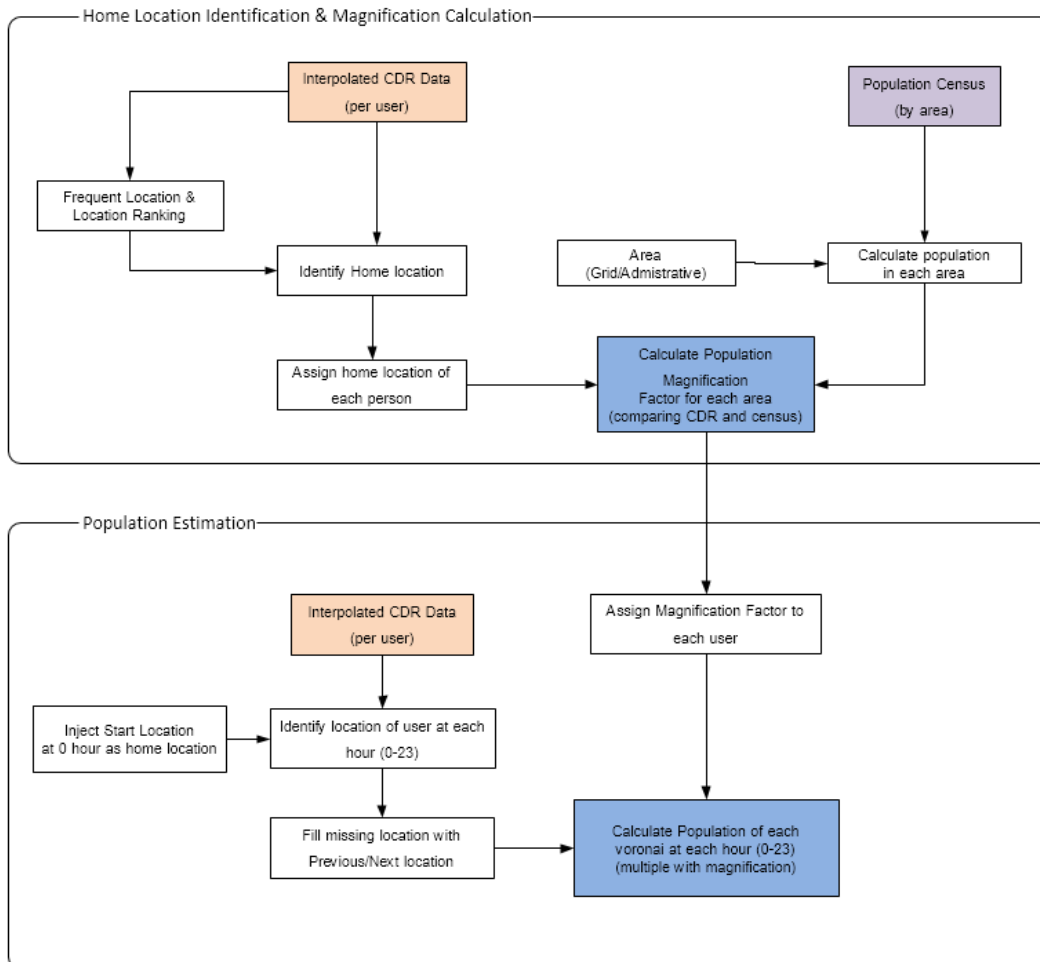 Home Location Identification & Magnification Calculation
Interpolated CDR Data
(per user)
Population Census
(by area)
Frequent Location &
Location Ranking
Identify Home location
Area
(Grid/Admistrative)
Calculate population
in each area
Assign home location of
each person
Calculate Population
Magnification
Factor for each area
(comparing CDR and census)
Population Estimation
Interpolated CDR Data
(per user)
Assign Magnification Factor to
each user
Inject Start Location
at 0 hour as home location
Identify location of user at each
hour (0-23)
Fill missing location with
Previous/Next location
Calculate Population of each
voronai at each hour (0-23)
(multiple with magnification)